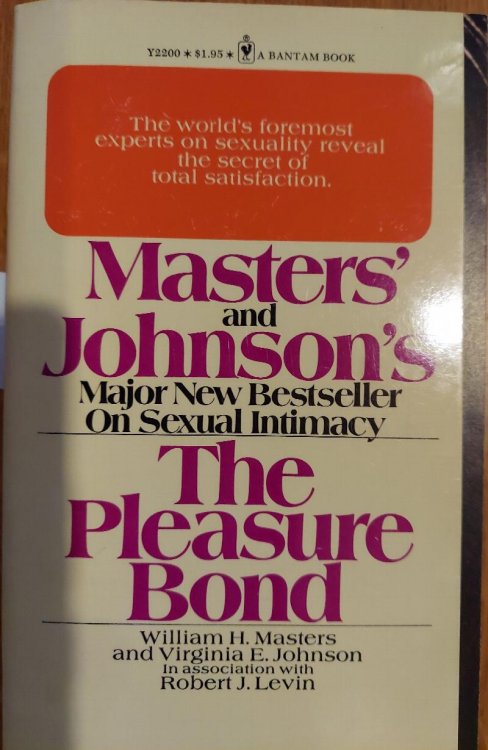 Y2200 * $1.95 * A BANTAM BOOK
The world's foremost
experts on sexuality reveal
the secret of
total satisfaction.
Masters'
and
Johnson's
Major New Bestseller
On Sexual Intimacy
The
Pleasure
Bond
William H. Masters
and Virginia E. Johnson
In association with
Robert J. Levin